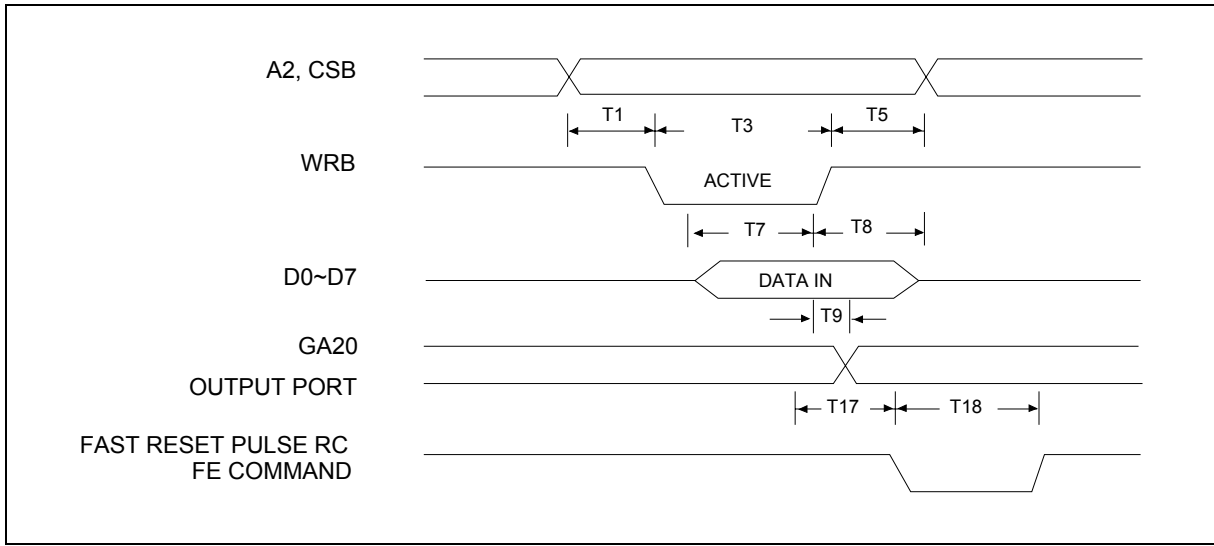 A2, CSB
T1
T3
T5
WRB
ACTIVE
T7
T8
D0~D7
DATA IN
T9
GA20
OUTPUT PORT
T17
T18
FAST RESET PULSE RC
FE COMMAND